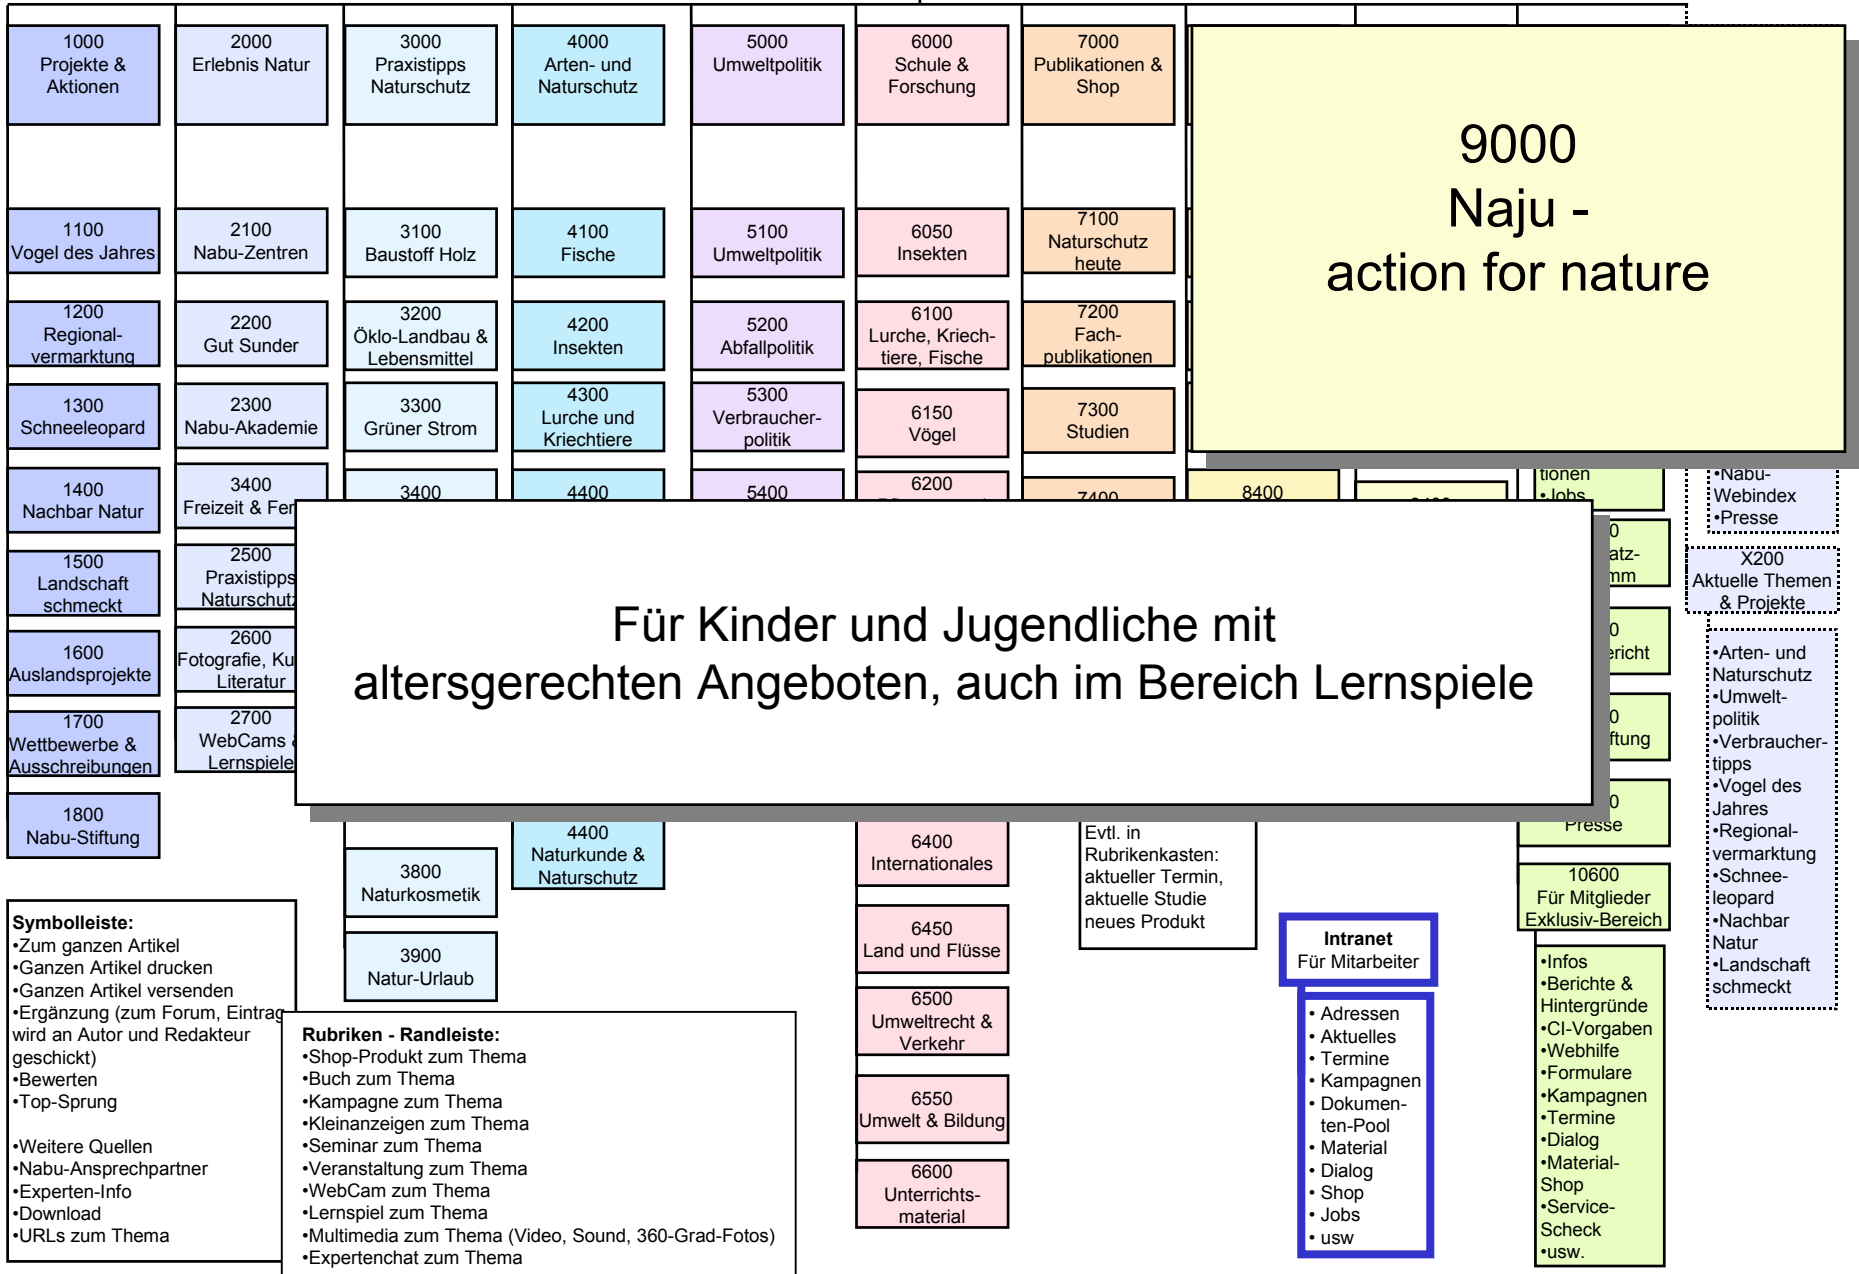 1000
Projekte &
Aktionen
1100
Vogel des Jahres
1200
Regional-
vermarktung
1300
Schneeleopard
1400
Nachbar Natur
1500
Landschaft
schmeckt
1600
Auslandsprojekte
1700
Wettbewerbe &
Ausschreibungen
1800
Nabu-Stiftung
2000
Erlebnis Natur
2100
Nabu-Zentren
2200
Gut Sunder
2300
Nabu-Akademie
3400
Freizeit & Fer
2500
Praxistipps
Naturschutz
2600
Fotografie, Ku
Literatur
2700
WebCams &
Lernspiele
3000
Praxistipps
Naturschutz
3100
Baustoff Holz
3200
Öklo-Landbau &
Lebensmittel
3300
Grüner Strom
3400
3800
Naturkosmetik
3900
Natur-Urlaub
4000
Arten- und
Naturschutz
4100
Fische
4200
Insekten
4300
Lurche und
Kriechtiere
4400
4400
Naturkunde &
Naturschutz
5000
Umweltpolitik
5100
Umweltpolitik
5200
Abfallpolitik
5300
Verbraucher-
politik
5400
6000
Schule &
Forschung
6050
Insekten
6100
Lurche, Kriech-
tiere, Fische
6150
Vögel
6200
6400
Internationales
6450
Land und Flüsse
6500
Umweltrecht &
Verkehr
6550
Umwelt & Bildung
6600
Unterrichts-
material
7000
Publikationen &
Shop
7100
Naturschutz
heute
7200
Fach-
publikationen
7300
Studien
7400
Evtl. in
Rubrikenkasten:
aktueller Termin,
aktuelle Studie
neues Produkt
8400
9000
Naju -
action for nature
Für Kinder und Jugendliche mit
altersgerechten Angeboten, auch im Bereich Lernspiele
tionen
•Jobs
0
atz-
mm
0
ericht
0
ftung
0
Presse
10600
Für Mitglieder
Exklusiv-Bereich
•Infos
•Berichte &
Hintergründe
•CI-Vorgaben
•Webhilfe
•Formulare
•Kampagnen
•Termine
•Dialog
•Material-
Shop
•Service-
Scheck
•usw.
•Nabu-
Webindex
•Presse
X200
Aktuelle Themen
& Projekte
•Arten- und
Naturschutz
•Umwelt-
politik
•Verbraucher-
tipps
•Vogel des
Jahres
•Regional-
vermarktung
•Schnee-
leopard
•Nachbar
Natur
•Landschaft
schmeckt
Intranet
Für Mitarbeiter
• Adressen
• Aktuelles
• Termine
• Kampagnen
• Dokumen-
ten-Pool
• Material
• Dialog
• Shop
• Jobs
• usw
Symbolleiste:
•Zum ganzen Artikel
•Ganzen Artikel drucken
•Ganzen Artikel versenden
•Ergänzung (zum Forum, Eintrag
wird an Autor und Redakteur
geschickt)
•Bewerten
•Top-Sprung
•Weitere Quellen
•Nabu-Ansprechpartner
•Experten-Info
•Download
•URLs zum Thema
Rubriken - Randleiste:
•Shop-Produkt zum Thema
•Buch zum Thema
•Kampagne zum Thema
•Kleinanzeigen zum Thema
•Seminar zum Thema
•Veranstaltung zum Thema
•WebCam zum Thema
•Lernspiel zum Thema
•Multimedia zum Thema (Video, Sound, 360-Grad-Fotos)
•Expertenchat zum Thema